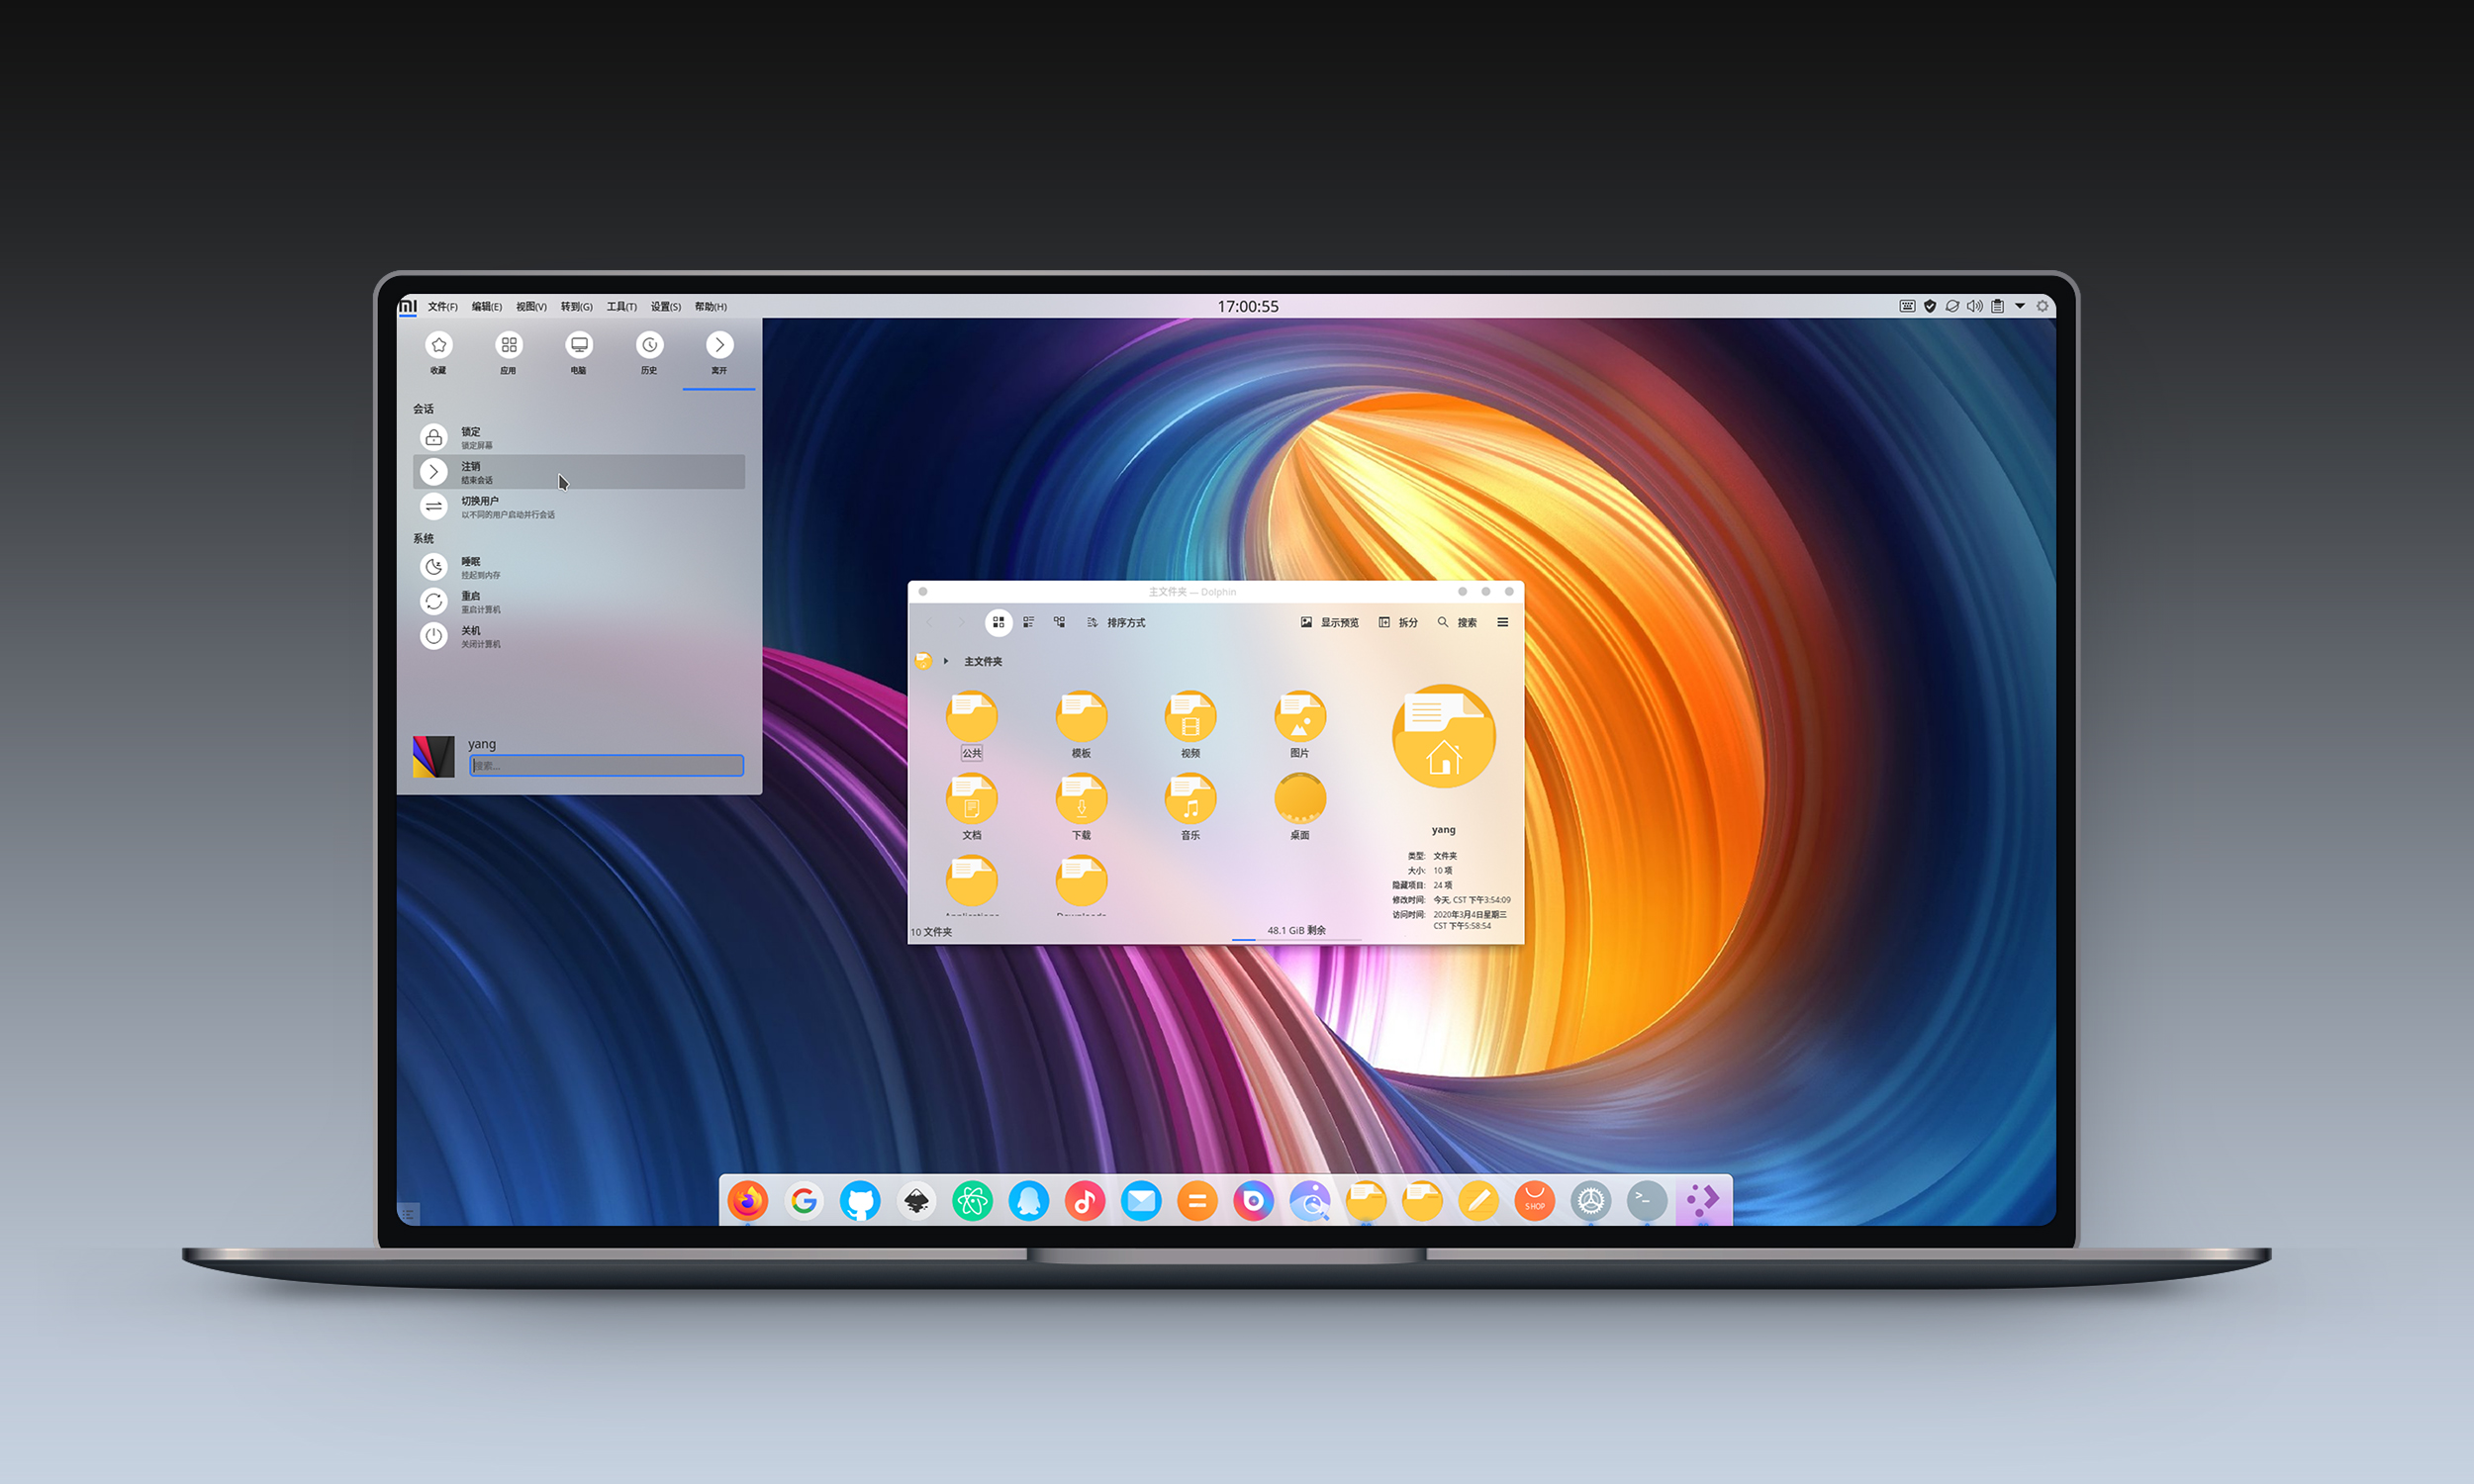 mi 文件(F) 编辑(E) 视图(V) 转到(G) 工具(T) 设置(S) 帮助(H)
17:00:55
收藏 应用 电脑 历史 离开
会话
锁定
锁定屏幕
注销
结束会话
切换用户
以不同的用户启动并行会话
系统
睡眠
挂起到内存
重启
重启计算机
关机
关闭计算机
yang
搜索...
主文件夹 — Dolphin
排序方式 显示预览 拆分 搜索
主文件夹
公共 模板 视频 图片
文档 下载 音乐 桌面
Applications Downloads
yang
类型: 文件夹
大小: 10 项
隐藏项目: 24 项
修改时间: 今天, CST 下午3:54:09
访问时间: 2020年3月4日星期三
CST 下午5:58:54
10 文件夹
48.1 GiB 剩余
SHOP